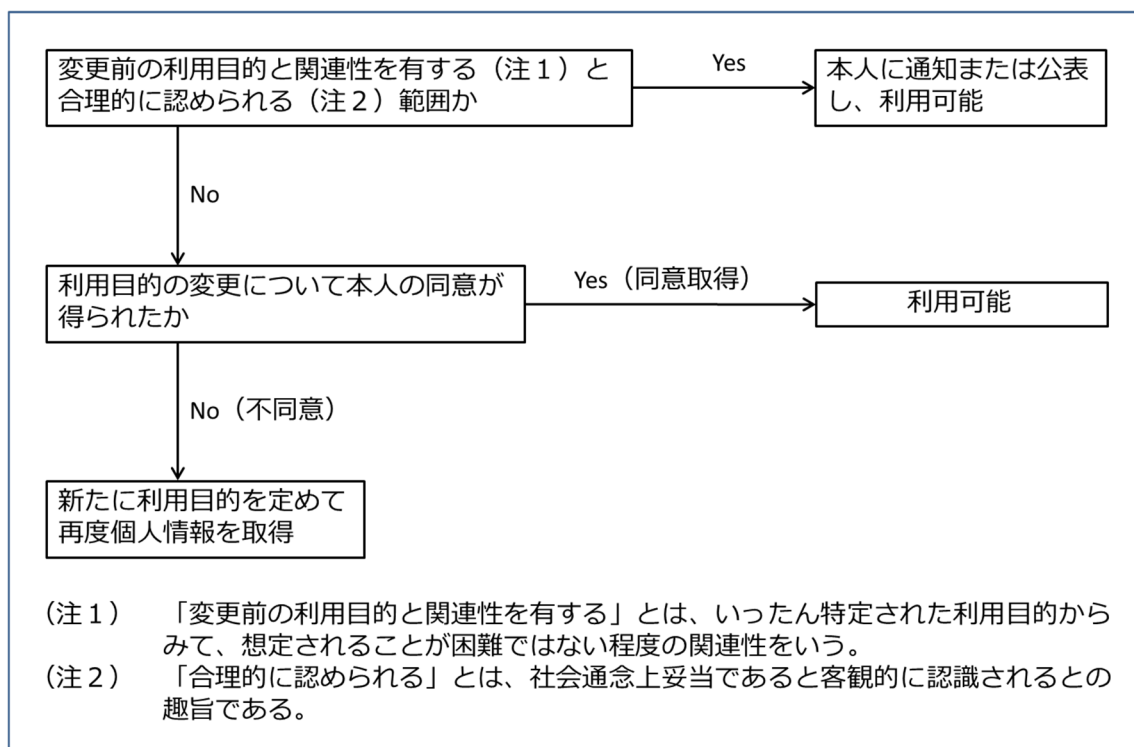 変更前の利用目的と関連性を有する（注１）と
合理的に認められる（注２）範囲か
Yes
本人に通知または公表
し、利用可能
No
利用目的の変更について本人の同意が
得られたか
Yes（同意取得）
利用可能
No（不同意）
新たに利用目的を定めて
再度個人情報を取得
（注１）　「変更前の利用目的と関連性を有する」とは、いったん特定された利用目的から
みて、想定されることが困難ではない程度の関連性をいう。
（注２）　「合理的に認められる」とは、社会通念上妥当であると客観的に認識されるとの
趣旨である。